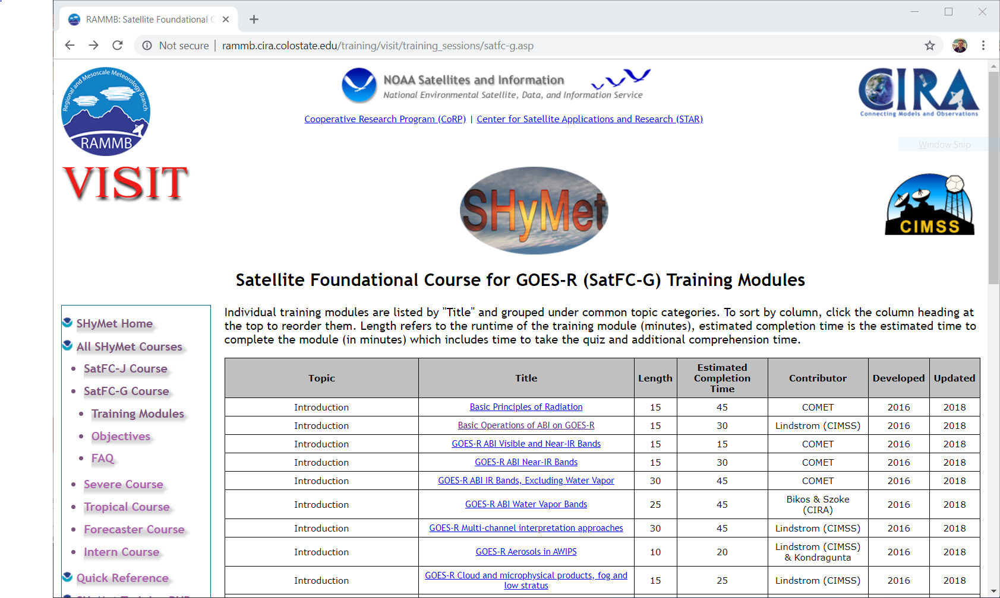 RAMMB: Satellite Foundational C
Not secure | rammb.cira.colostate.edu/training/visit/training_sessions/satfc-g.asp
Regional and Mesoscale Meteorology Branch
RAMMB
VISIT
NOAA Satellites and Information
National Environmental Satellite, Data, and Information Service
Cooperative Research Program (CoRP) | Center for Satellite Applications and Research (STAR)
CIRA
Connecting Models and Observations
Window Snip
SHyMet
CIMSS
Satellite Foundational Course for GOES-R (SatFC-G) Training Modules
SHyMet Home
All SHyMet Courses
SatFC-J Course
SatFC-G Course
Training Modules
Objectives
FAQ
Severe Course
Tropical Course
Forecaster Course
Intern Course
Quick Reference
Individual training modules are listed by "Title" and grouped under common topic categories. To sort by column, click the column heading at
the top to reorder them. Length refers to the runtime of the training module (minutes), estimated completion time is the estimated time to
complete the module (in minutes) which includes time to take the quiz and additional comprehension time.
Topic Title Length Estimated Completion Time Contributor Developed Updated
Introduction Basic Principles of Radiation 15 45 COMET 2016 2018
Introduction Basic Operations of ABI on GOES-R 15 30 Lindstrom (CIMSS) 2016 2018
Introduction GOES-R ABI Visible and Near-IR Bands 15 15 COMET 2016 2018
Introduction GOES-R ABI Near-IR Bands 15 30 COMET 2016 2018
Introduction GOES-R ABI IR Bands, Excluding Water Vapor 30 45 COMET 2016 2018
Introduction GOES-R ABI Water Vapor Bands 25 45 Bikos & Szoke (CIRA) 2016 2018
Introduction GOES-R Multi-channel interpretation approaches 30 45 Lindstrom (CIMSS) 2016 2018
Introduction GOES-R Aerosols in AWIPS 10 20 Lindstrom (CIMSS) & Kondragunta 2016 2018
Introduction GOES-R Cloud and microphysical products, fog and low stratus 15 25 Lindstrom (CIMSS) 2016 2018